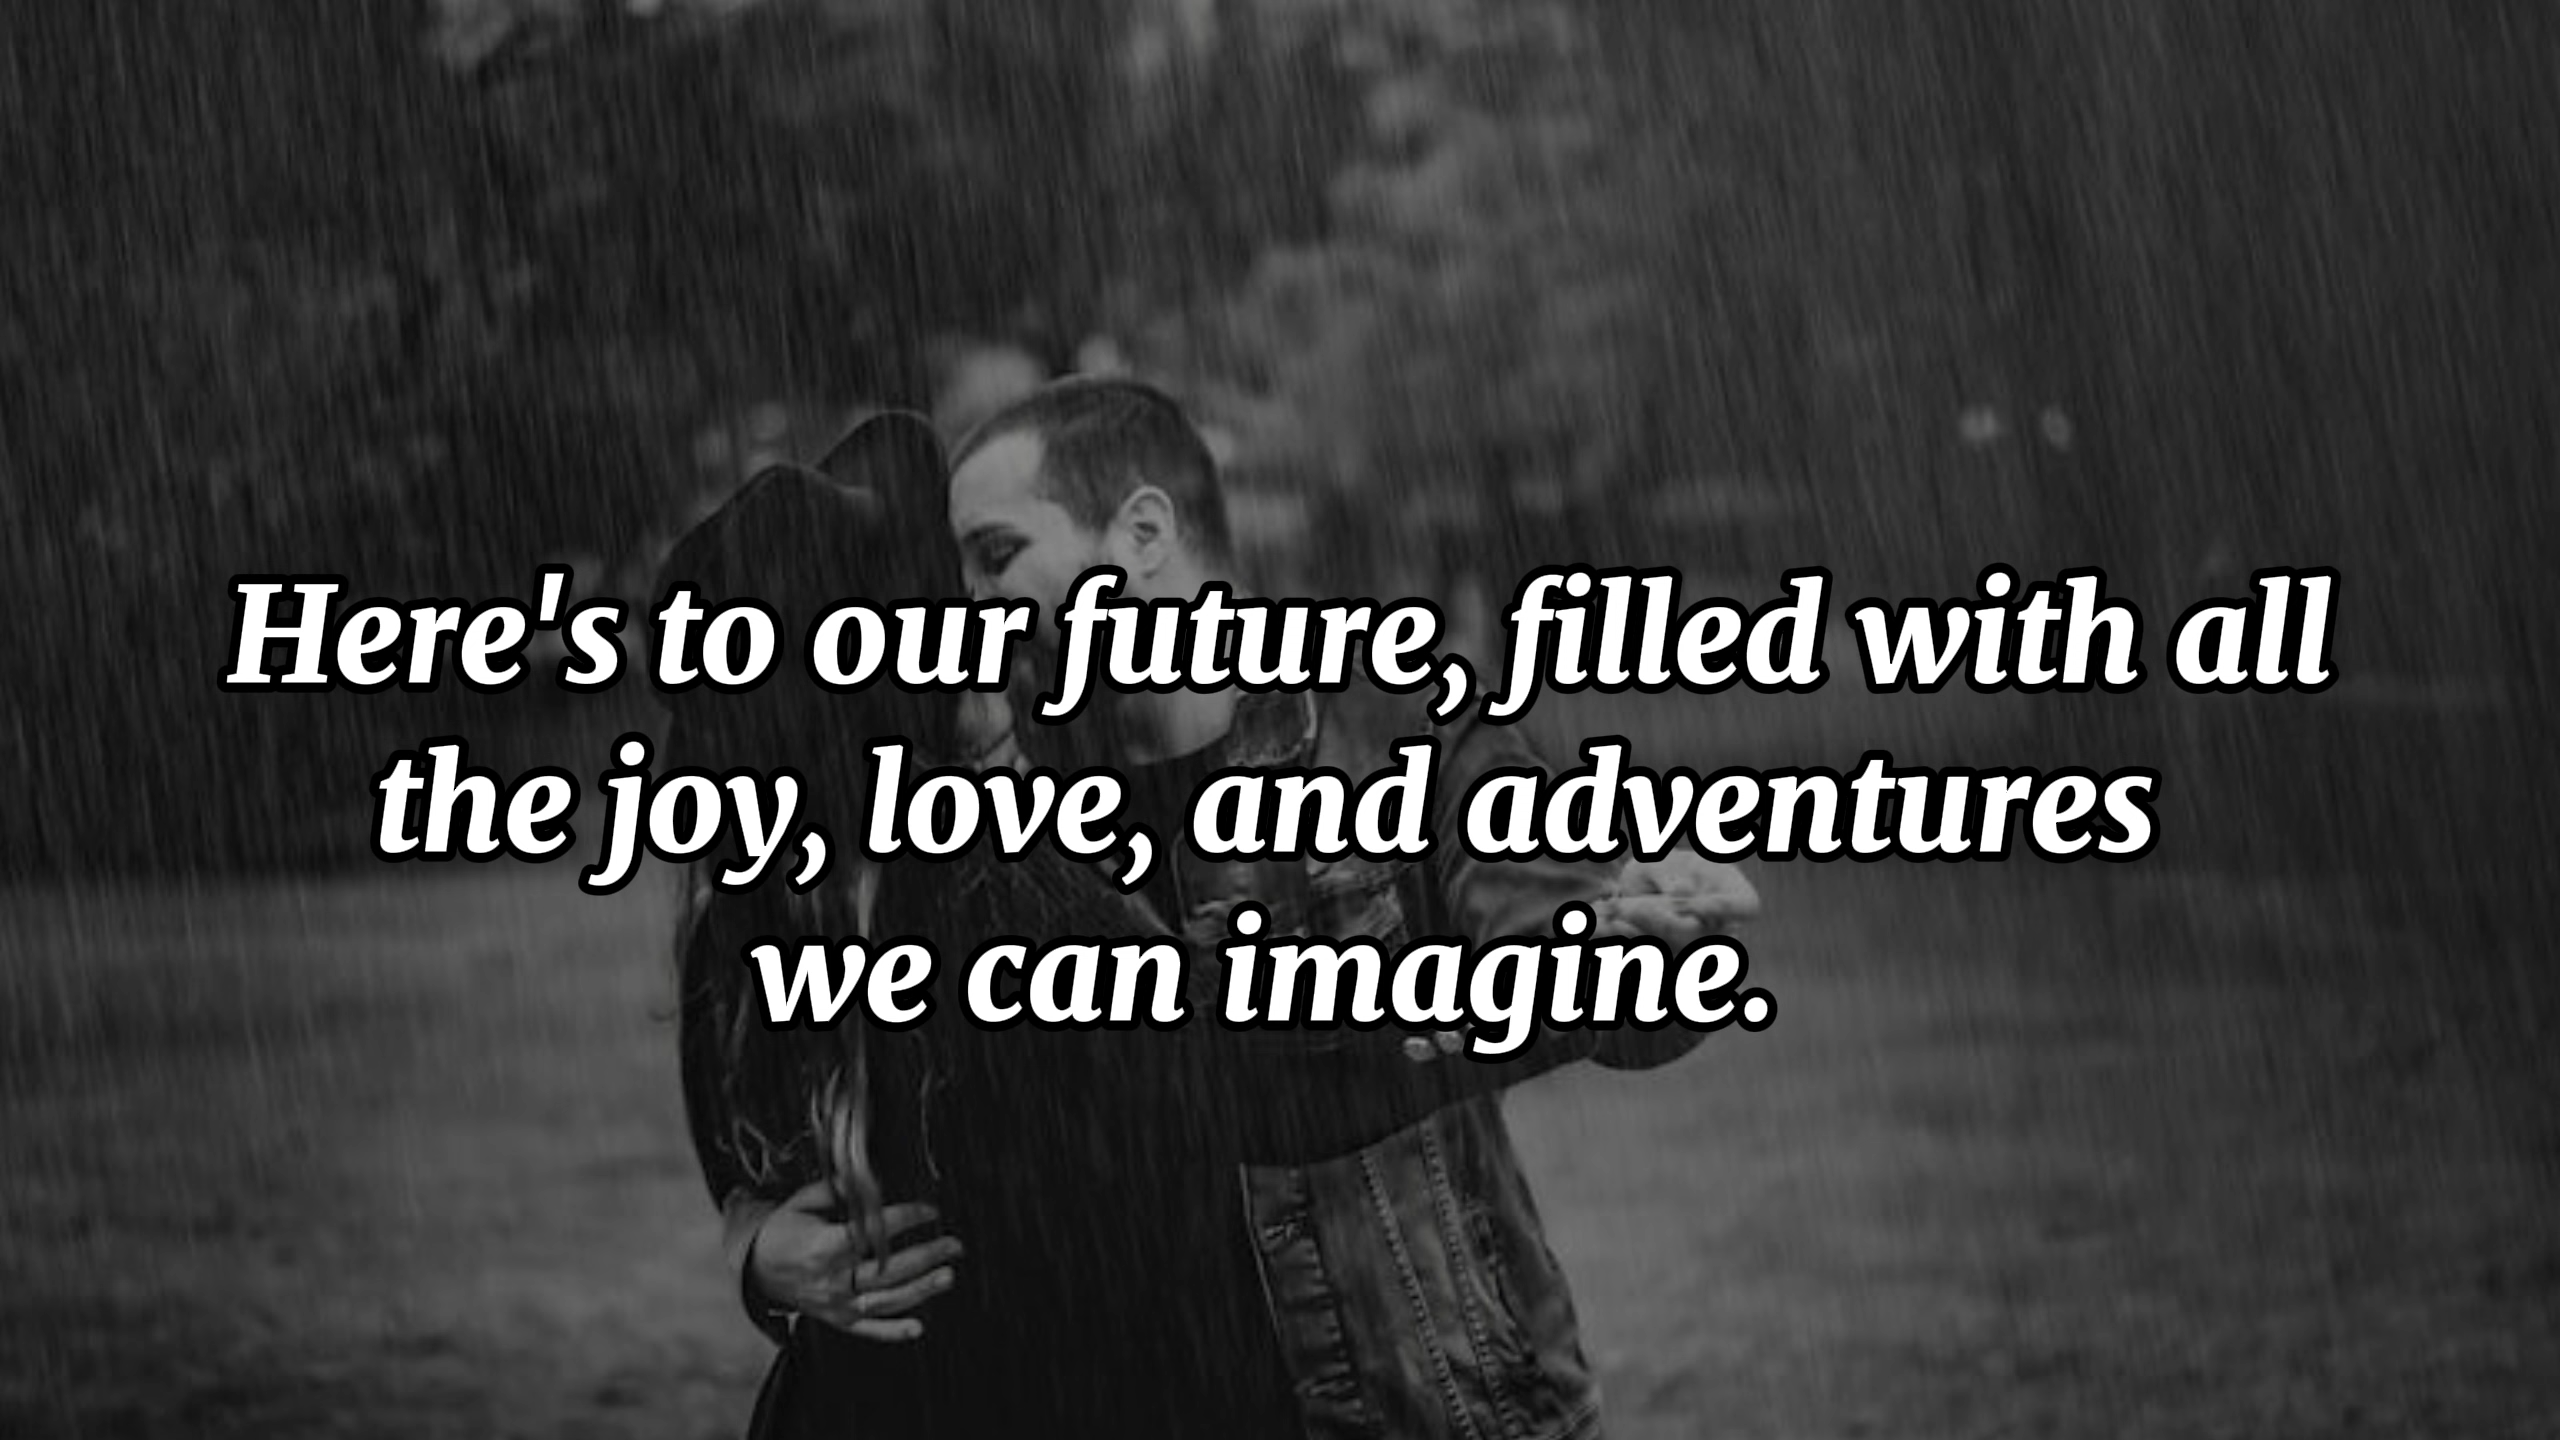 Here's to our future, filled with all
the joy, love, and adventures
we can imagine.